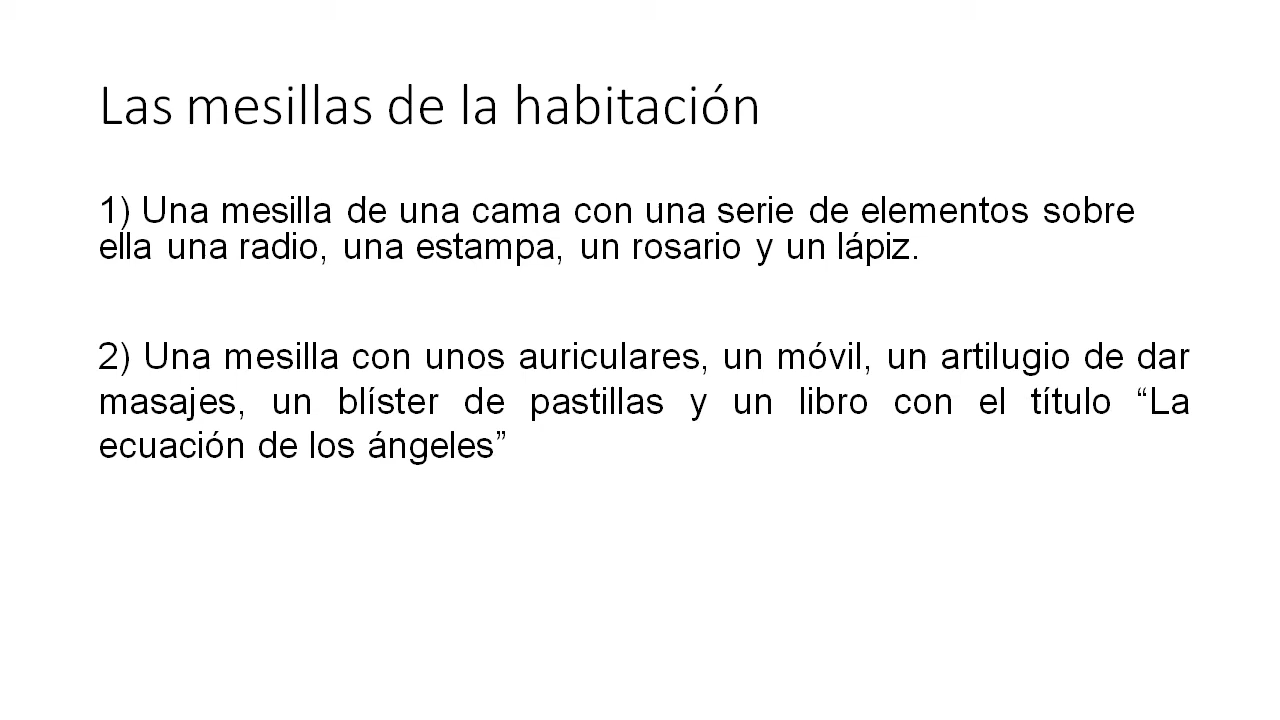 Las mesillas de la habitación
1) Una mesilla de una cama con una serie de elementos sobre
ella una radio, una estampa, un rosario y un lápiz.
2) Una mesilla con unos auriculares, un móvil, un artilugio de dar
masajes, un blíster de pastillas y un libro con el título “La
ecuación de los ángeles”